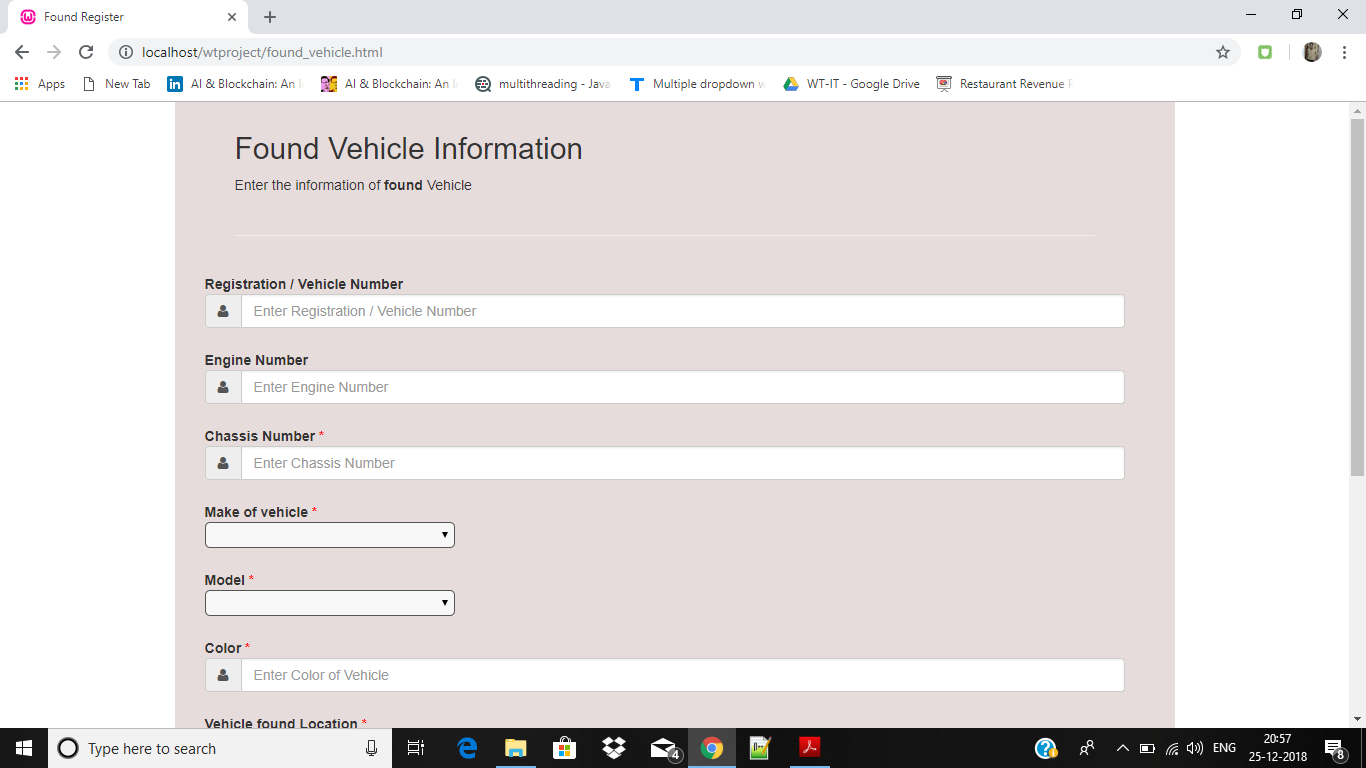 Found Register
localhost/wtproject/found_vehicle.html
Apps New Tab AI & Blockchain: An AI & Blockchain: An multithreading - Java Multiple dropdown WT-IT - Google Drive Restaurant Revenue
Found Vehicle Information
Enter the information of found Vehicle
Registration / Vehicle Number
Enter Registration / Vehicle Number
Engine Number
Enter Engine Number
Chassis Number *
Enter Chassis Number
Make of vehicle *
Model *
Color *
Enter Color of Vehicle
Vehicle found Location *
Type here to search
4
ENG
20:57
25-12-2018
8